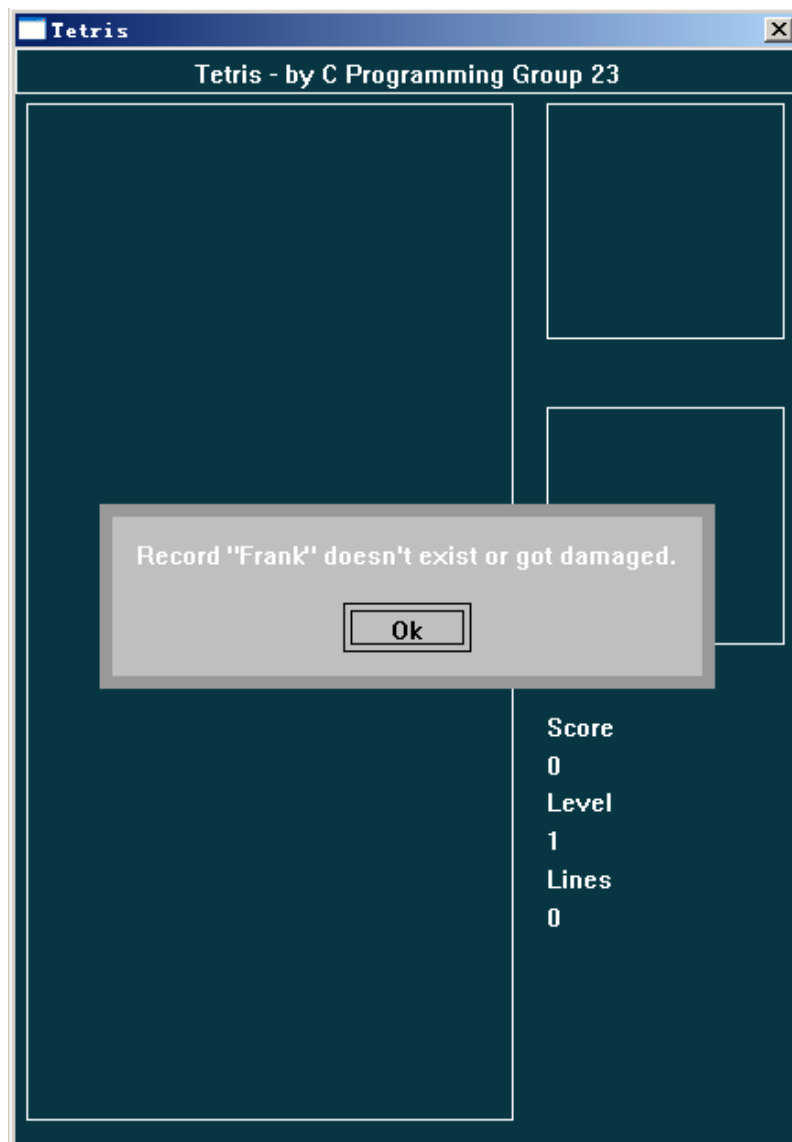 Tetris
Tetris - by C Programming Group 23
Record "Frank" doesn't exist or got damaged.
Ok
Score
0
Level
1
Lines
0